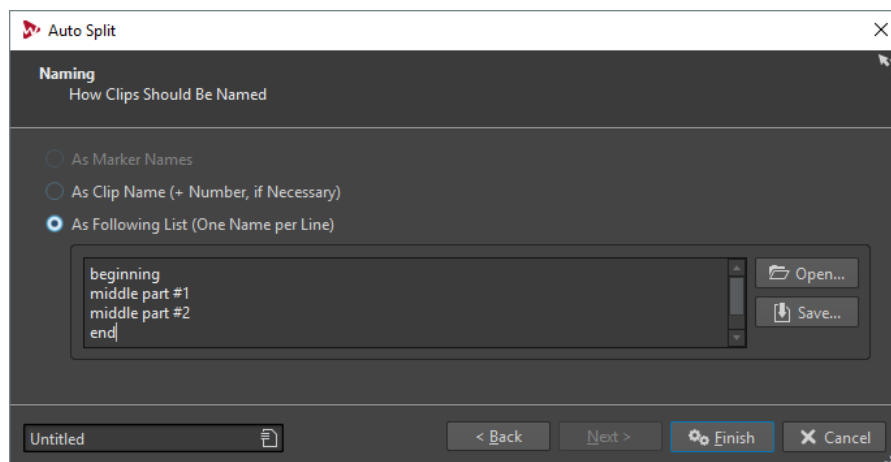 Auto Split
Naming
How Clips Should Be Named
As Marker Names
As Clip Name (+ Number, if Necessary)
As Following List (One Name per Line)
beginning
middle part #1
middle part #2
end
Open...
Save...
Untitled
< Back
Next >
Finish
Cancel